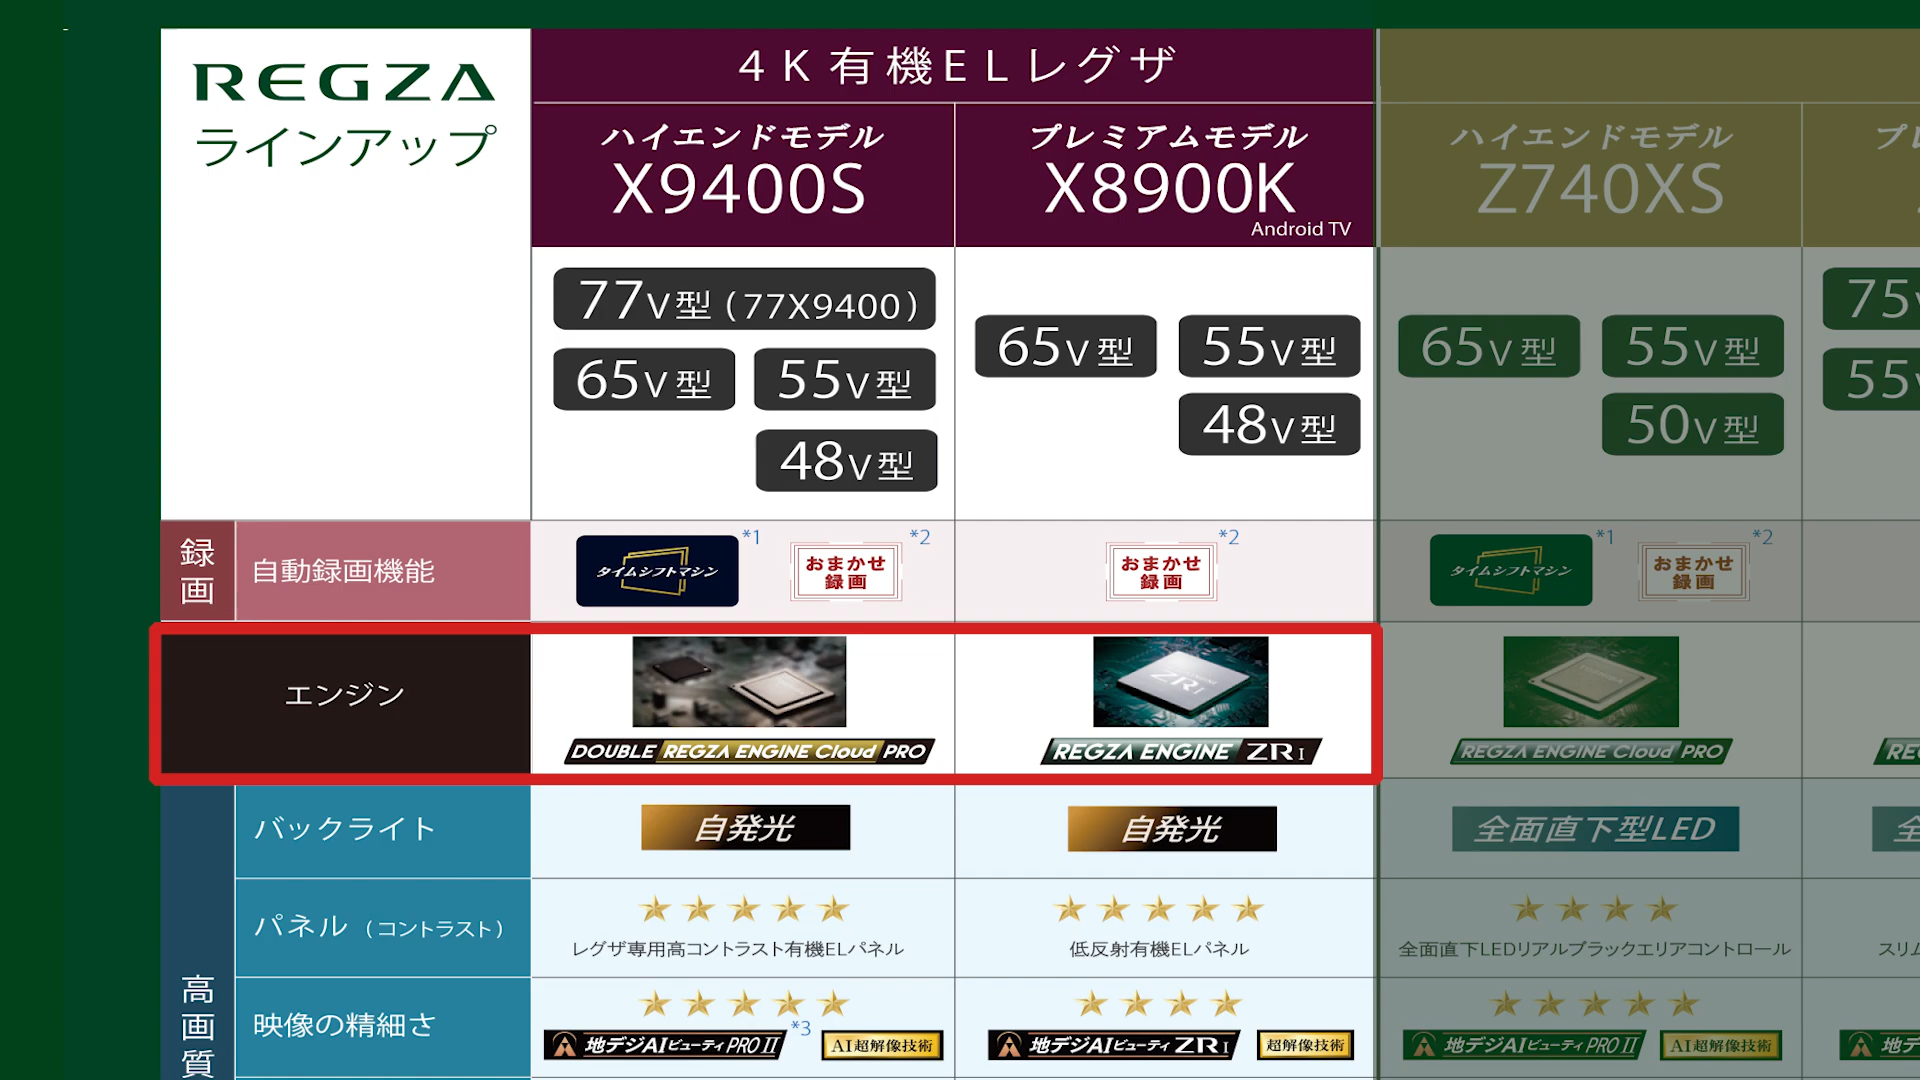 REGZA
ラインアップ
4K有機ELレグザ
ハイエンドモデル
X9400S
プレミアムモデル
X8900K
Android TV
ハイエンドモデル
Z740XS
77V型（77X9400）
65V型 55V型
48V型
65V型 55V型
48V型
65V型 55V型
50V型
75
55
録画
自動録画機能
タイムシフトマシン *1
おまかせ録画 *2
おまかせ録画 *2
タイムシフトマシン *1
おまかせ録画 *2
エンジン
DOUBLE REGZA ENGINE Cloud PRO
ZRI
REGZA ENGINE ZRI
REGZA ENGINE Cloud PRO
高画質
バックライト
自発光
自発光
全面直下型LED
パネル（コントラスト）
レグザ専用高コントラスト有機ELパネル
低反射有機ELパネル
全面直下LEDリアルブラックエリアコントロール
映像の精細さ
地デジAIビューティPRO II *3
AI超解像技術
地デジAIビューティZRI
超解像技術
地デジAIビューティPRO II
AI超解像技術